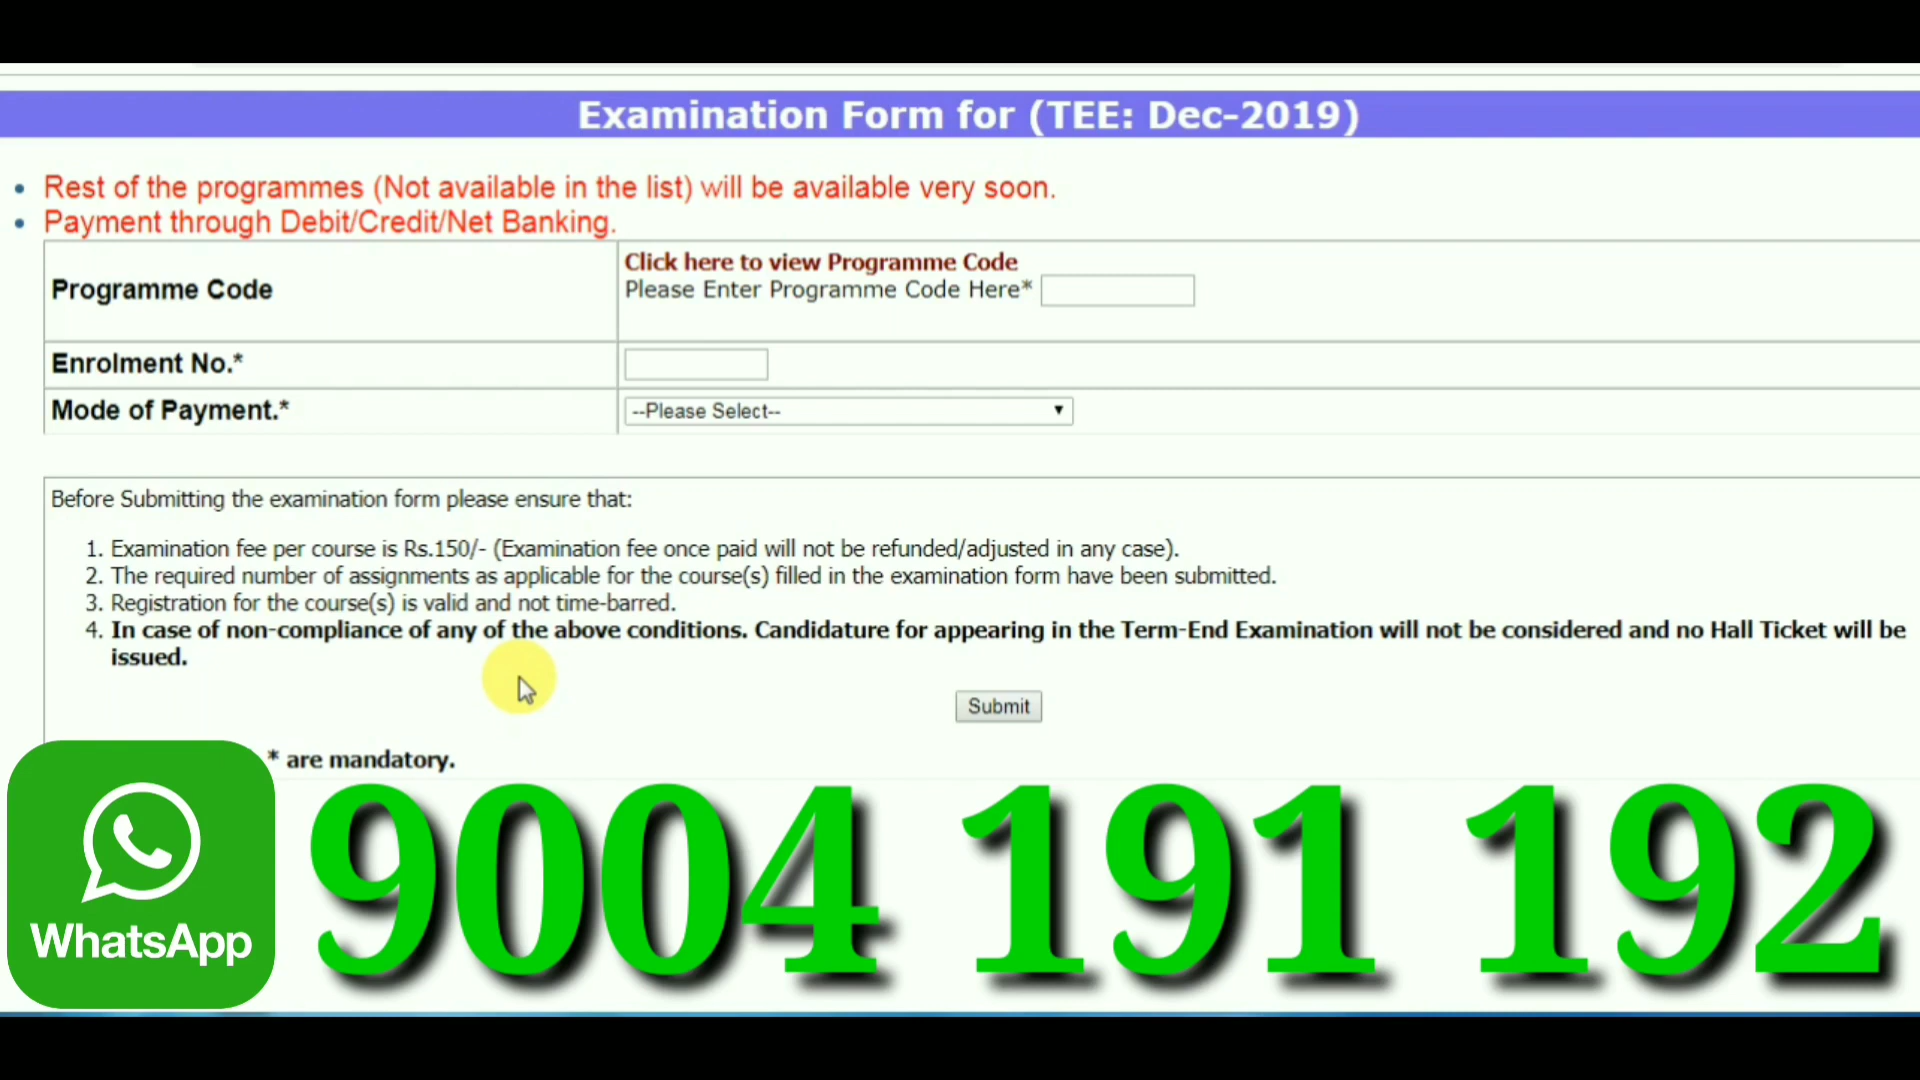 Examination Form for (TEE: Dec-2019)
Rest of the programmes (Not available in the list) will be available very soon.
Payment through Debit/Credit/Net Banking.
Programme Code
Click here to view Programme Code
Please Enter Programme Code Here*
Enrolment No.*
Mode of Payment.*
--Please Select--
Before Submitting the examination form please ensure that:
1. Examination fee per course is Rs.150/- (Examination fee once paid will not be refunded/adjusted in any case).
2. The required number of assignments as applicable for the course(s) filled in the examination form have been submitted.
3. Registration for the course(s) is valid and not time-barred.
4. In case of non-compliance of any of the above conditions. Candidature for appearing in the Term-End Examination will not be considered and no Hall Ticket will be
issued.
Submit
* are mandatory.
WhatsApp
9004 191 192